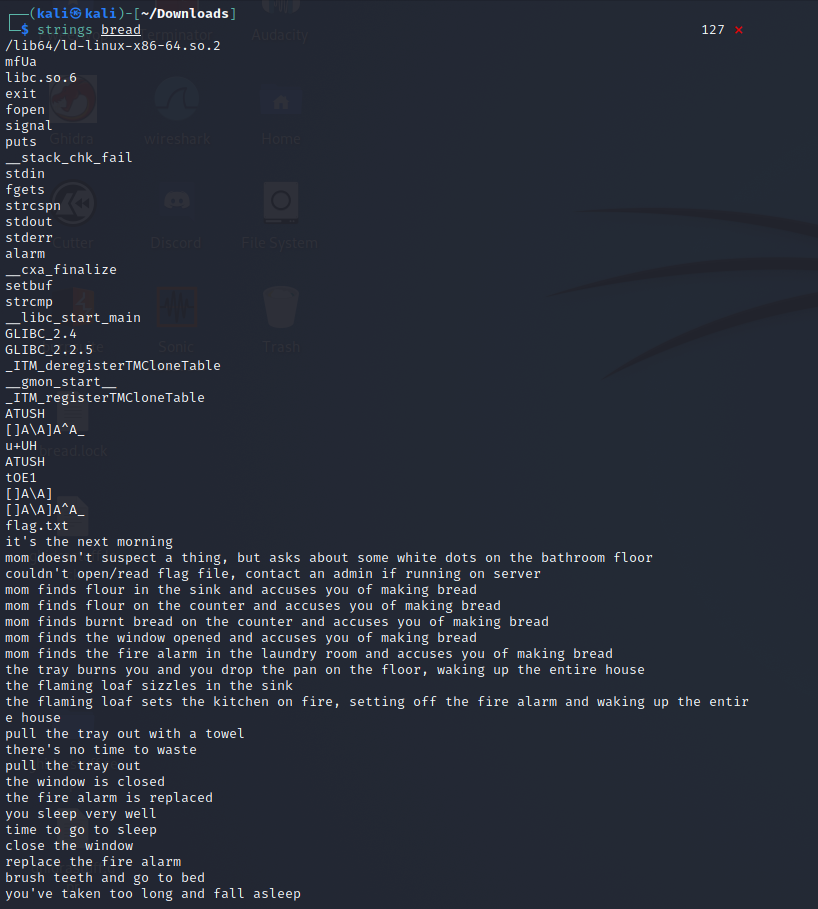 ┌──(kali㉿kali)-[~/Downloads]
└─$ strings bread 127 ⨯
/lib64/ld-linux-x86-64.so.2
mfUa
libc.so.6
exit
fopen
signal
puts
__stack_chk_fail
stdin
fgets
strcspn
stdout
stderr
alarm
__cxa_finalize
setbuf
strcmp
__libc_start_main
GLIBC_2.4
GLIBC_2.2.5
_ITM_deregisterTMCloneTable
__gmon_start__
_ITM_registerTMCloneTable
ATUSH
[]A\A]A^A_
u+UH
ATUSH
tOE1
[]A\A]
[]A\A]A^A_
flag.txt
it's the next morning
mom doesn't suspect a thing, but asks about some white dots on the bathroom floor
couldn't open/read flag file, contact an admin if running on server
mom finds flour in the sink and accuses you of making bread
mom finds flour on the counter and accuses you of making bread
mom finds burnt bread on the counter and accuses you of making bread
mom finds the window opened and accuses you of making bread
mom finds the fire alarm in the laundry room and accuses you of making bread
the tray burns you and you drop the pan on the floor, waking up the entire house
the flaming loaf sizzles in the sink
the flaming loaf sets the kitchen on fire, setting off the fire alarm and waking up the entir
e house
pull the tray out with a towel
there's no time to waste
pull the tray out
the window is closed
the fire alarm is replaced
you sleep very well
time to go to sleep
close the window
replace the fire alarm
brush teeth and go to bed
you've taken too long and fall asleep
Audacity
Ghidra
wireshark
Home
Cutter
Discord
File System
Sonic
Trash